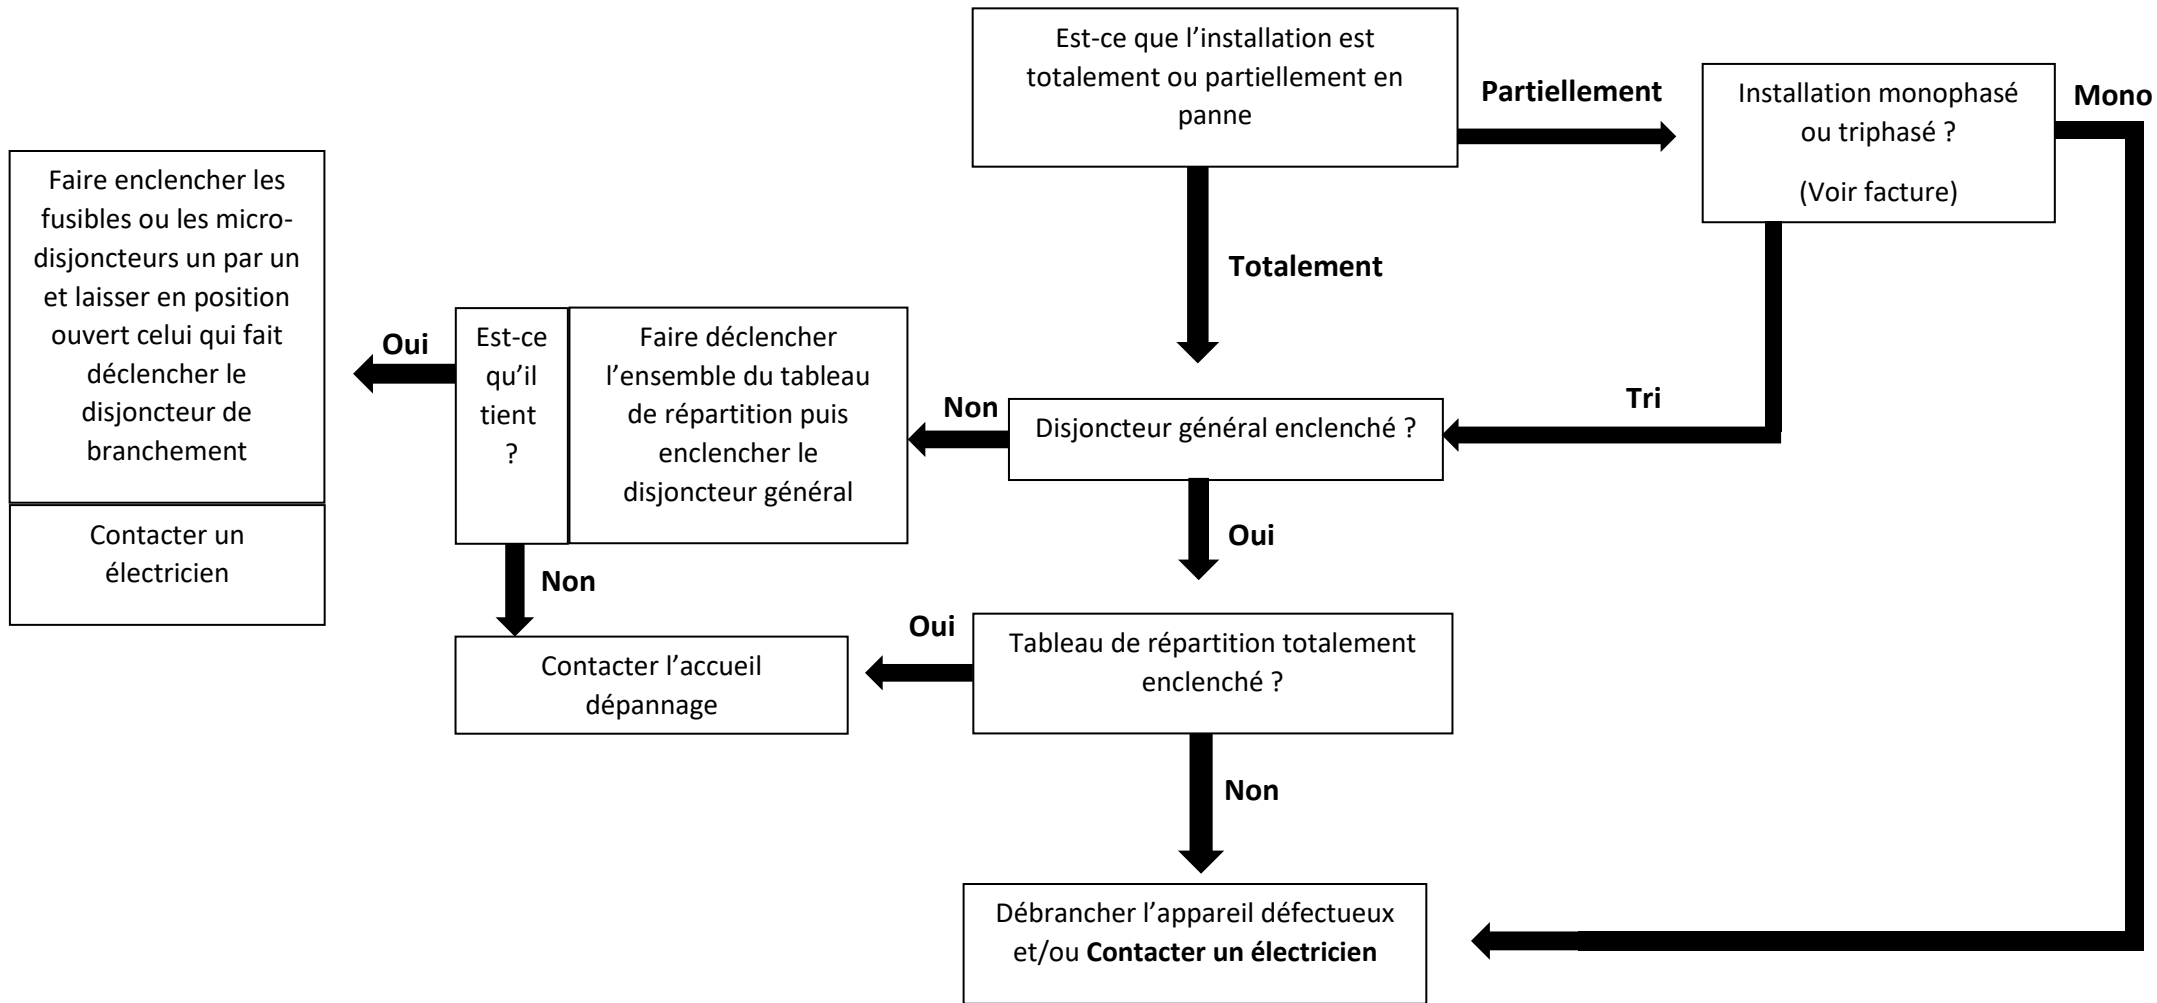 Est-ce que l’installation est
totalement ou partiellement en
panne
Partiellement
Installation monophasé
ou triphasé ?
(Voir facture)
Mono
Totalement
Tri
Disjoncteur général enclenché ?
Non
Faire déclencher
l’ensemble du tableau
de répartition puis
enclencher le
disjoncteur général
Est-ce
qu’il
tient
?
Oui
Faire enclencher les
fusibles ou les micro-
disjoncteurs un par un
et laisser en position
ouvert celui qui fait
déclencher le
disjoncteur de
branchement
Contacter un
électricien
Non
Contacter l’accueil
dépannage
Oui
Tableau de répartition totalement
enclenché ?
Oui
Non
Débrancher l’appareil défectueux
et/ou Contacter un électricien